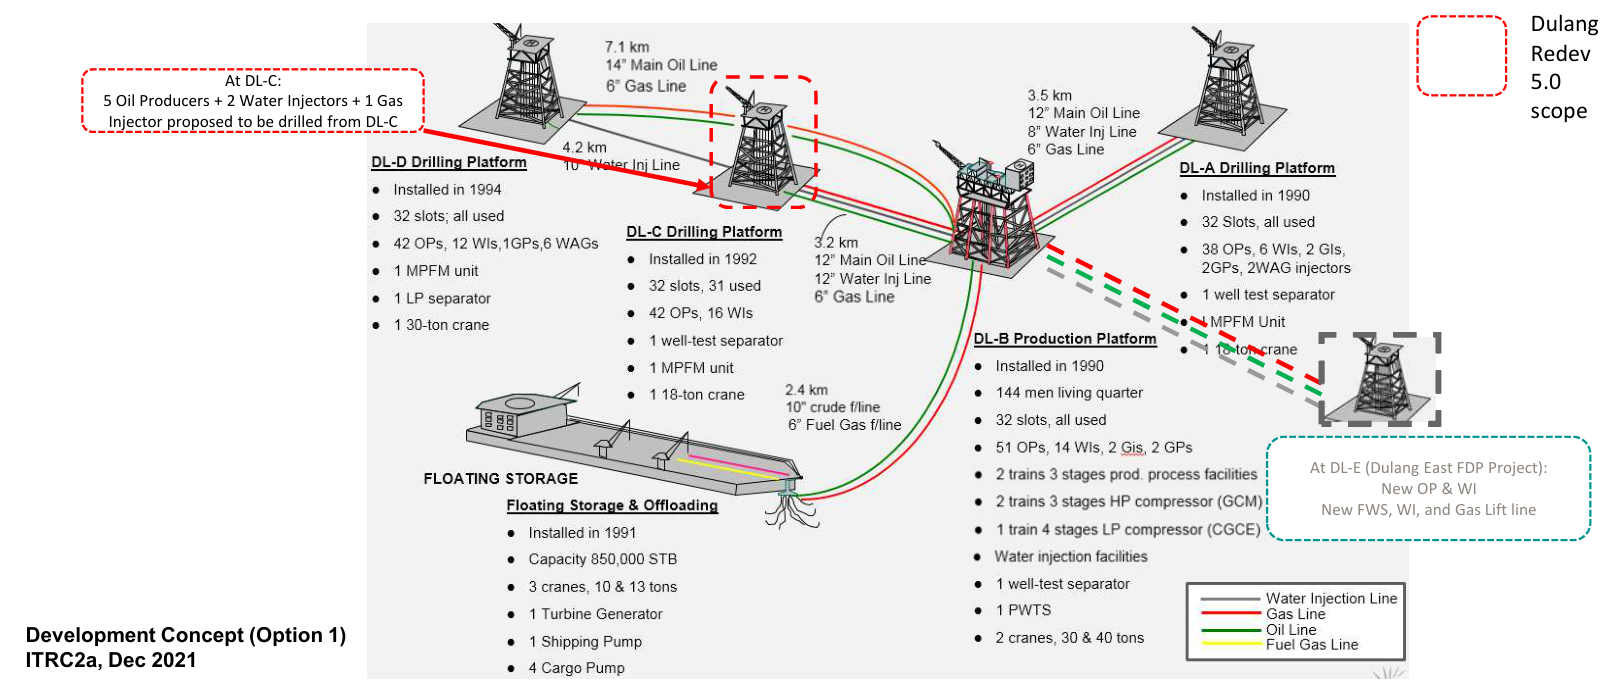 Dulang
Redev
5.0
scope
At DL-C:
5 Oil Producers + 2 Water Injectors + 1 Gas
Injector proposed to be drilled from DL-C
7.1 km
14” Main Oil Line
6” Gas Line
4.2 km
10” Water Inj Line
3.5 km
12” Main Oil Line
8” Water Inj Line
6” Gas Line
DL-D Drilling Platform
● Installed in 1994
● 32 slots; all used
● 42 OPs, 12 WIs,1GPs,6 WAGs
● 1 MPFM unit
● 1 LP separator
● 1 30-ton crane
DL-C Drilling Platform
● Installed in 1992
● 32 slots, 31 used
● 42 OPs, 16 WIs
● 1 well-test separator
● 1 MPFM unit
● 1 18-ton crane
3.2 km
12” Main Oil Line
12” Water Inj Line
6” Gas Line
DL-A Drilling Platform
● Installed in 1990
● 32 Slots, all used
● 38 OPs, 6 WIs, 2 GIs,
2GPs, 2WAG injectors
● 1 well test separator
● I MPFM Unit
● 1 18-ton crane
DL-B Production Platform
● Installed in 1990
● 144 men living quarter
● 32 slots, all used
● 51 OPs, 14 WIs, 2 Gis, 2 GPs
● 2 trains 3 stages prod. process facilities
● 2 trains 3 stages HP compressor (GCM)
● 1 train 4 stages LP compressor (CGCE)
● Water injection facilities
● 1 well-test separator
● 1 PWTS
● 2 cranes, 30 & 40 tons
2.4 km
10" crude f/line
6” Fuel Gas f/line
FLOATING STORAGE
Floating Storage & Offloading
● Installed in 1991
● Capacity 850,000 STB
● 3 cranes, 10 & 13 tons
● 1 Turbine Generator
● 1 Shipping Pump
● 4 Cargo Pump
At DL-E (Dulang East FDP Project):
New OP & WI
New FWS, WI, and Gas Lift line
Water Injection Line
Gas Line
Oil Line
Fuel Gas Line
Development Concept (Option 1)
ITRC2a, Dec 2021